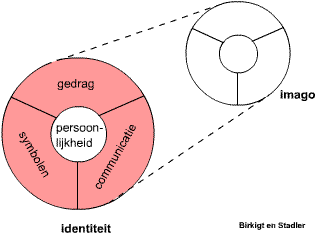 gedrag
imago
persoon-
lijkheid
symbolen
communicatie
identiteit
Birkigt en Stadler